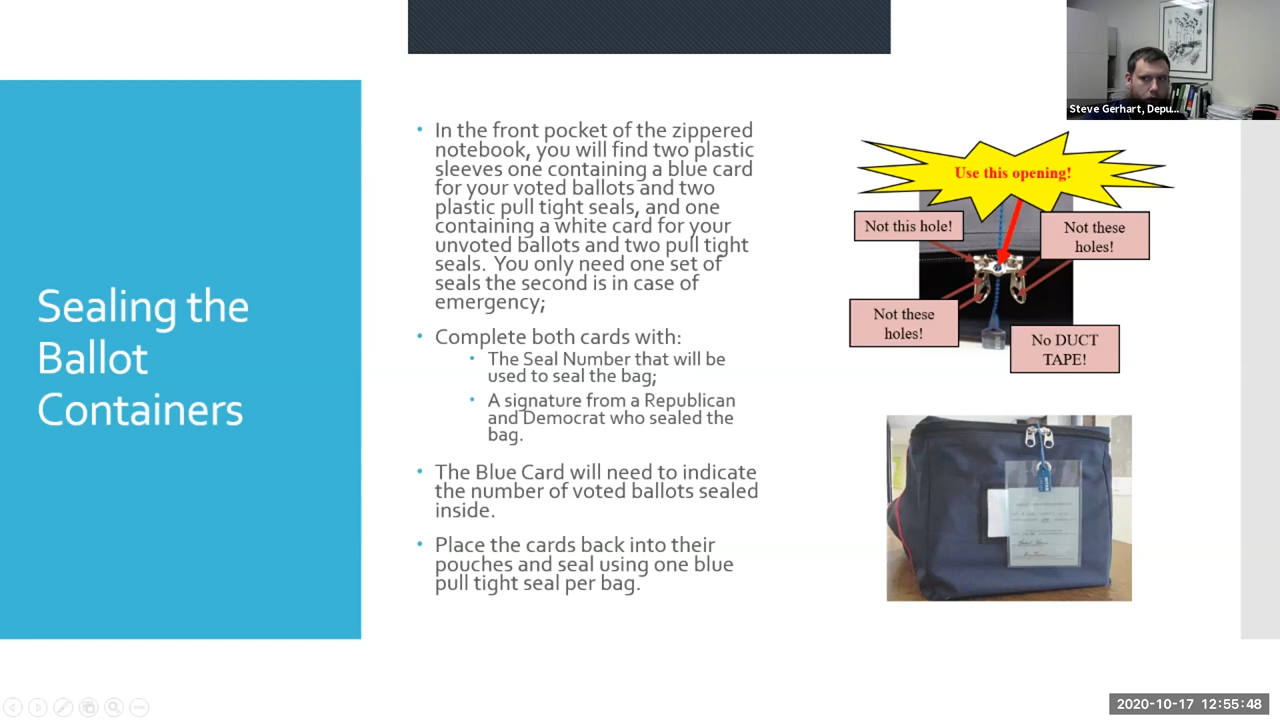 Sealing the
Ballot
Containers
In the front pocket of the zippered
notebook, you will find two plastic
sleeves one containing a blue card
for your voted ballots and two
plastic pull tight seals, and one
containing a white card for your
unvoted ballots and two pull tight
seals. You only need one set of
seals the second is in case of
emergency;
Complete both cards with:
The Seal Number that will be
used to seal the bag;
A signature from a Republican
and Democrat who sealed the
bag.
The Blue Card will need to indicate
the number of voted ballots sealed
inside.
Place the cards back into their
pouches and seal using one blue
pull tight seal per bag.
Steve Gerhart, Depu...
Use this opening!
Not this hole!
Not these
holes!
Not these
holes!
No DUCT
TAPE!
2020-10-17 12:55:48